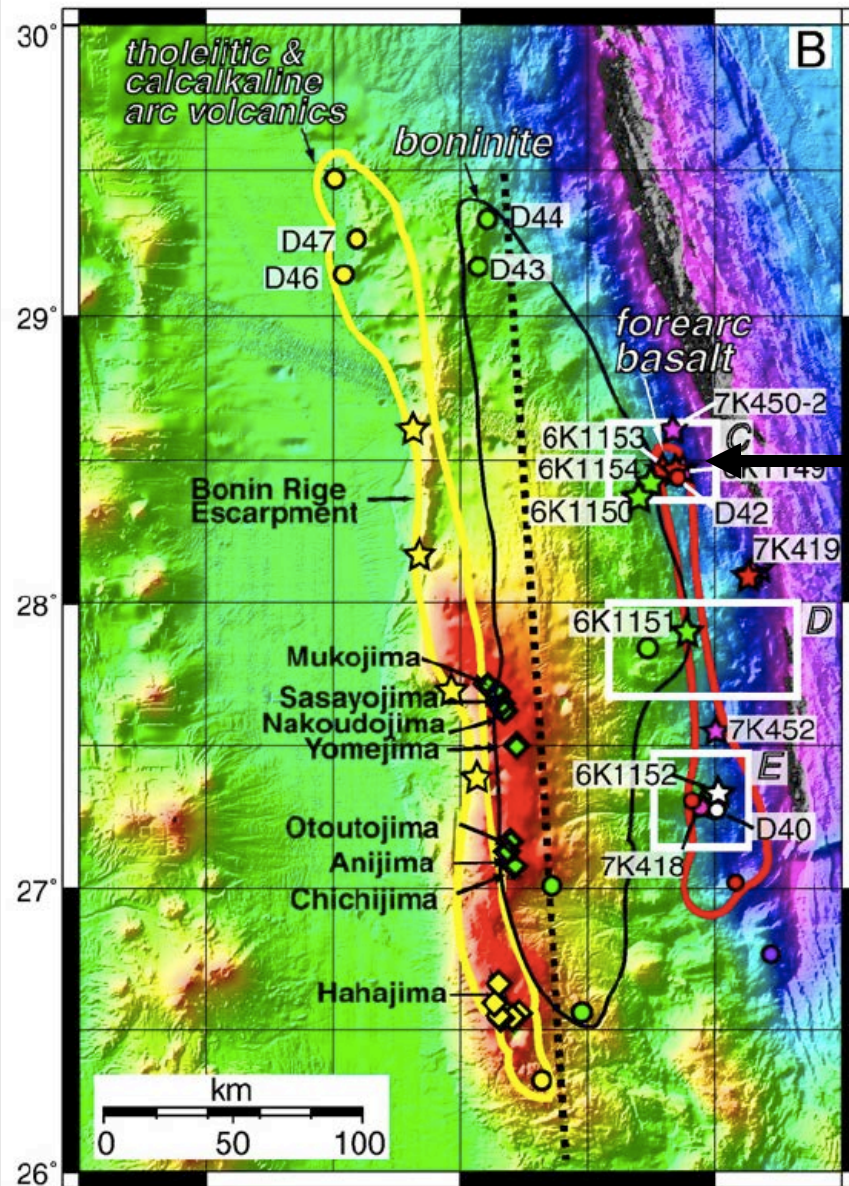 30°
B
tholeiitic &
calcalkaline
arc volcanics
boninite
D44
D47
D43
D46
29°
forearc
basalt
7K450-2
6K1153
C
6K1154
6K1149
6K1150
D42
Bonin Rige
Escarpment
7K419
28°
6K1151
D
Mukojima
Sasayojima
Nakoudojima
7K452
Yomejima
6K1152
E
Otoutojima
D40
Anijima
7K418
27°
Chichijima
Hahajima
km
0 50 100
26°